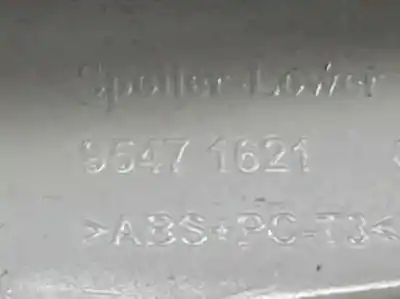 Spoiler-Lower
9547 1621
>ABS+PC-T3<